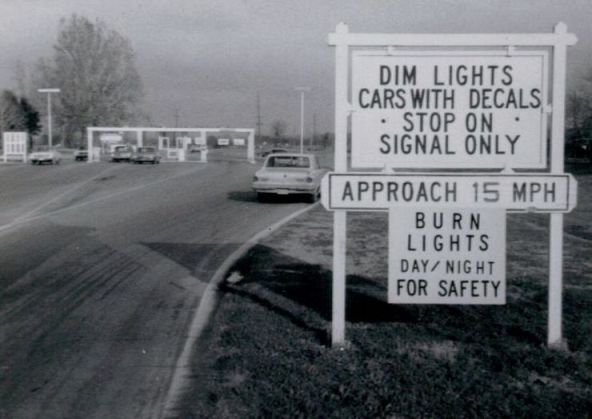 DIM LIGHTS
CARS WITH DECALS
· STOP ON ·
SIGNAL ONLY
APPROACH 15 MPH
BURN
LIGHTS
DAY/NIGHT
FOR SAFETY